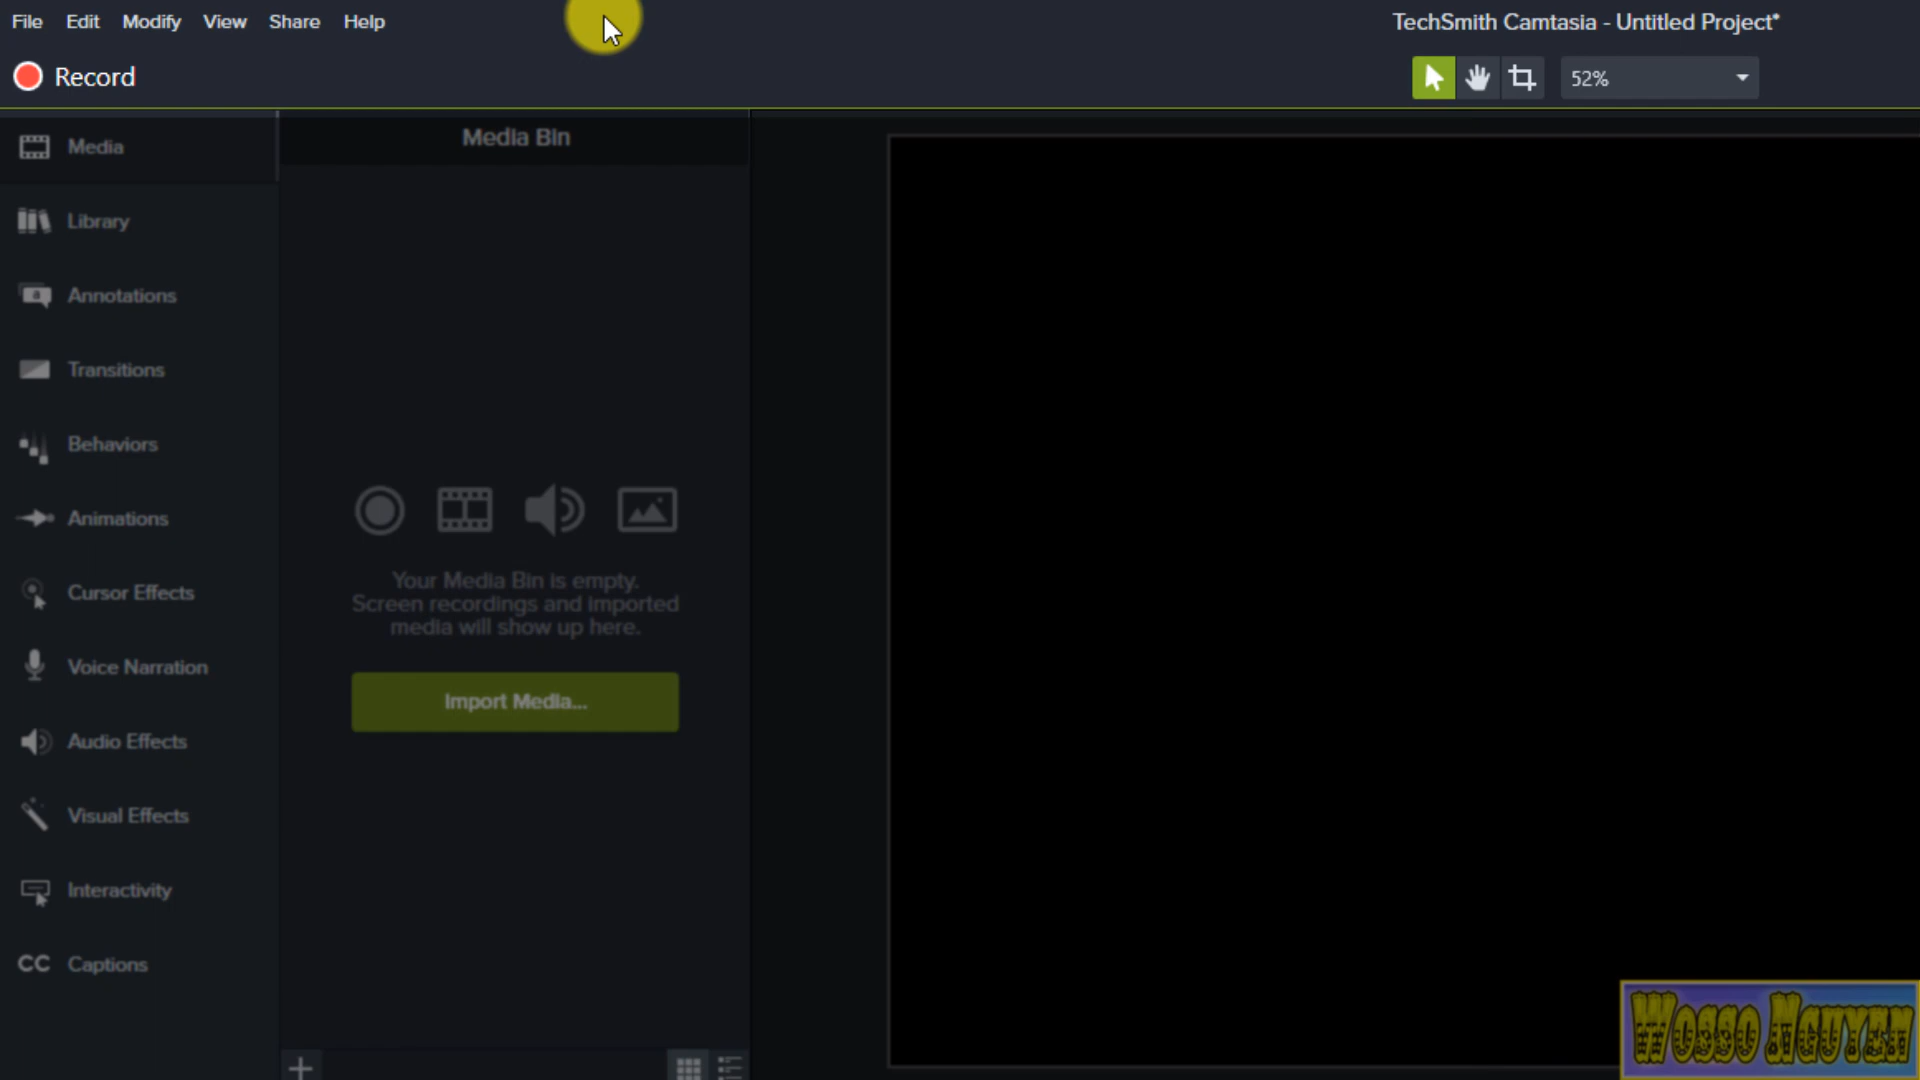 File Edit Modify View Share Help
TechSmith Camtasia - Untitled Project*
Record
52%
Media
Media Bin
Library
Annotations
Transitions
Behaviors
Animations
Your Media Bin is empty.
Screen recordings and imported
media will show up here.
Cursor Effects
Voice Narration
Import Media...
Audio Effects
Visual Effects
Interactivity
CC Captions
Wosso Nguyen